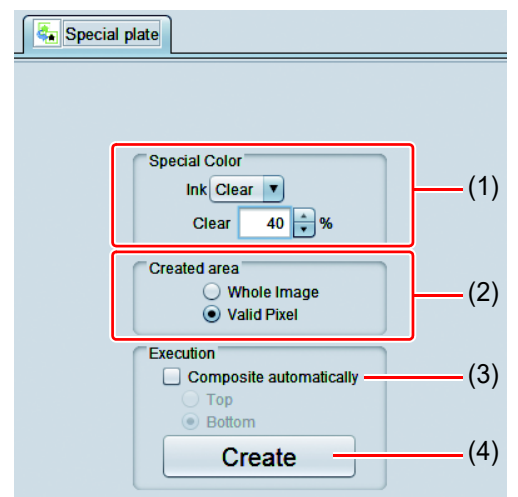 Special plate
Special Color
Ink Clear
(1)
Clear 40 %
Created area
Whole Image
(2)
Valid Pixel
Execution
Composite automatically
(3)
Top
Bottom
Create
(4)